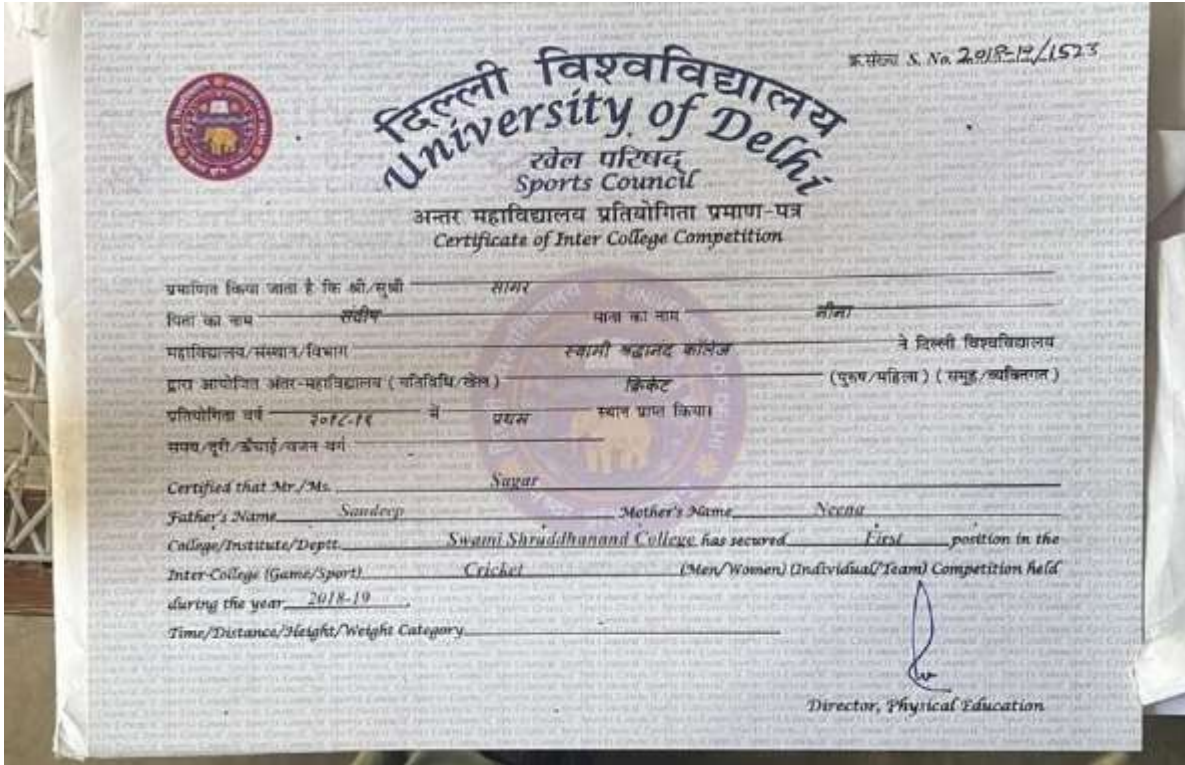 क्र.संख्या S. No. 2018-19/1523
दिल्ली विश्वविद्यालय
University of Delhi
खेल परिषद्
Sports Council
अन्तर महाविद्यालय प्रतियोगिता प्रमाण-पत्र
Certificate of Inter College Competition
प्रमाणित किया जाता है कि श्री/सुश्री सागर
पिता का नाम संदीप माता का नाम नीना
महाविद्यालय/संस्थान/विभाग स्वामी श्रद्धानंद कॉलेज ने दिल्ली विश्वविद्यालय
द्वारा आयोजित अंतर-महाविद्यालय (गतिविधि/खेल) क्रिकेट (पुरुष/महिला) (समूह/व्यक्तिगत)
प्रतियोगिता वर्ष २०१८-१९ में प्रथम स्थान प्राप्त किया।
समय/दूरी/ऊँचाई/वजन वर्ग
Certified that Mr./Ms. Sagar
Father's Name Sandeep Mother's Name Neena
College/Institute/Deptt. Swami Shraddhanand College has secured First position in the
Inter-College (Game/Sport) Cricket (Men/Women) (Individual/Team) Competition held
during the year 2018-19.
Time/Distance/Height/Weight Category
Director, Physical Education